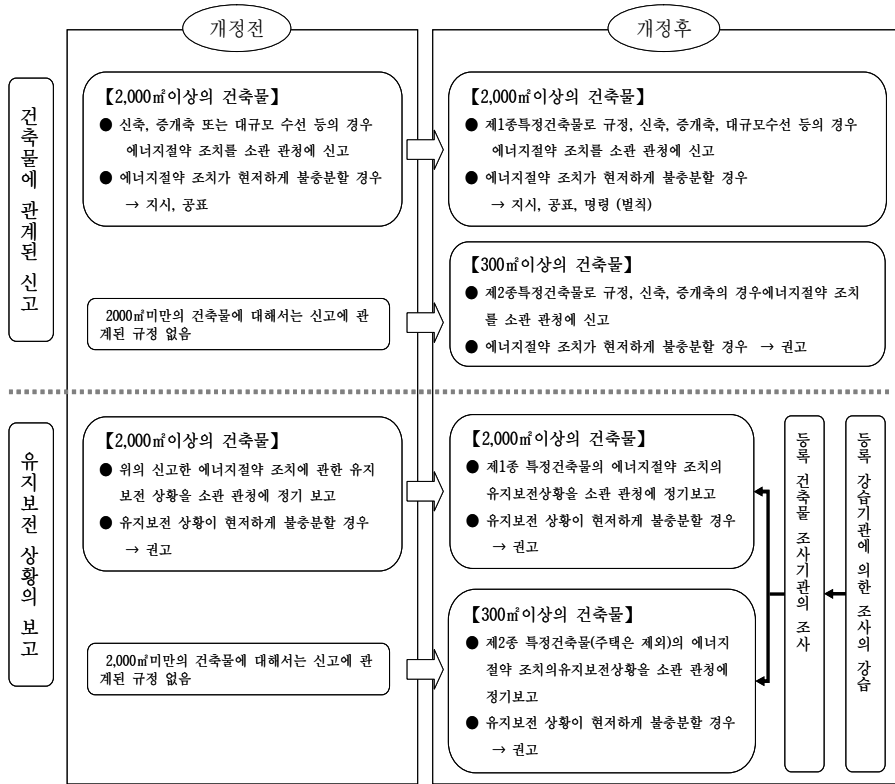 개정전
개정후
건축물에 관계된 신고
【2,000㎡이상의 건축물】
● 신축, 증개축 또는 대규모 수선 등의 경우
에너지절약 조치를 소관 관청에 신고
● 에너지절약 조치가 현저하게 불충분할 경우
→ 지시, 공표
【2,000㎡이상의 건축물】
● 제1종특정건축물로 규정, 신축, 증개축, 대규모수선 등의 경우
에너지절약 조치를 소관 관청에 신고
● 에너지절약 조치가 현저하게 불충분할 경우
→ 지시, 공표, 명령 (벌칙)
2000㎡미만의 건축물에 대해서는 신고에 관
계된 규정 없음
【300㎡이상의 건축물】
● 제2종특정건축물로 규정, 신축, 증개축의 경우에너지절약 조치
를 소관 관청에 신고
● 에너지절약 조치가 현저하게 불충분할 경우 → 권고
유지보전 상황의 보고
【2,000㎡이상의 건축물】
● 위의 신고한 에너지절약 조치에 관한 유지
보전 상황을 소관 관청에 정기 보고
● 유지보전 상황이 현저하게 불충분할 경우
→ 권고
【2,000㎡이상의 건축물】
● 제1종 특정건축물의 에너지절약 조치의
유지보전상황을 소관 관청에 정기보고
● 유지보전 상황이 현저하게 불충분할 경우
→ 권고
2,000㎡미만의 건축물에 대해서는 신고에 관
계된 규정 없음
【300㎡이상의 건축물】
● 제2종 특정건축물(주택은 제외)의 에너지
절약 조치의유지보전상황을 소관 관청에
정기보고
● 유지보전 상황이 현저하게 불충분할 경우
→ 권고
등록 건축물 조사기관의 조사
등록 강습기관에 의한 조사의 강습